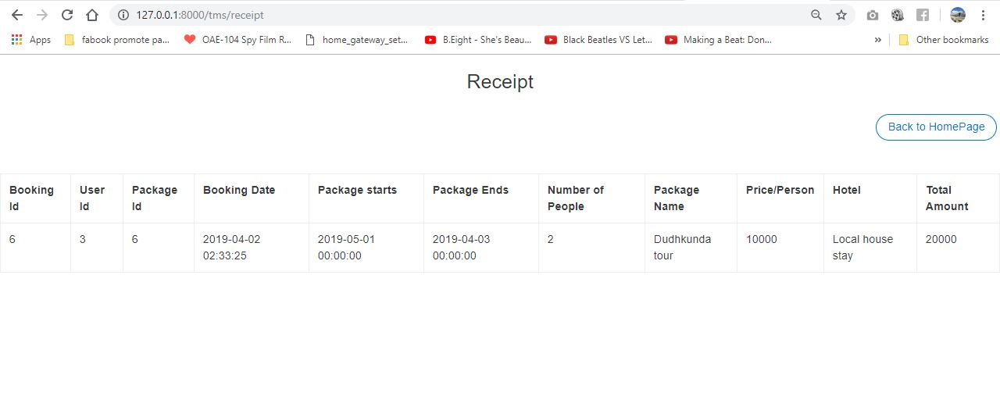 127.0.0.1:8000/tms/receipt
Apps fabook promote pa... OAE-104 Spy Film R... home_gateway_set... B.Eight - She's Beau... Black Beatles VS Let... Making a Beat: Don... » Other bookmarks
Receipt
Back to HomePage
Booking Id User Id Package Id Booking Date Package starts Package Ends Number of People Package Name Price/Person Hotel Total Amount
6 3 6 2019-04-02 02:33:25 2019-05-01 00:00:00 2019-04-03 00:00:00 2 Dudhkunda tour 10000 Local house stay 20000